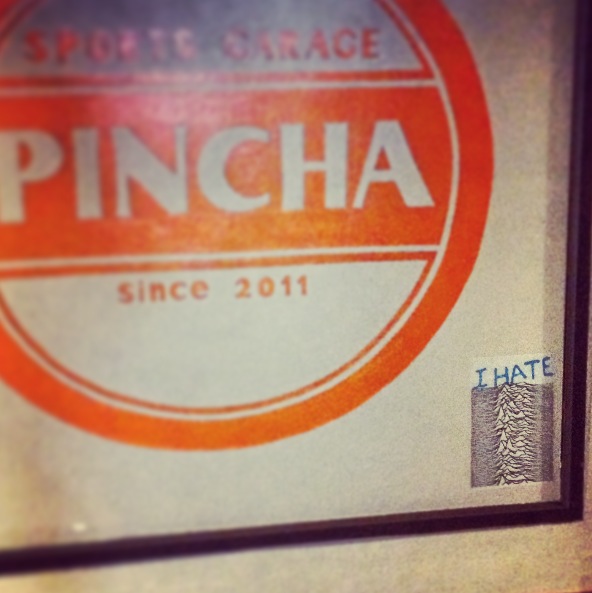 SPORTS GARAGE
PINCHA
Since 2011
I HATE